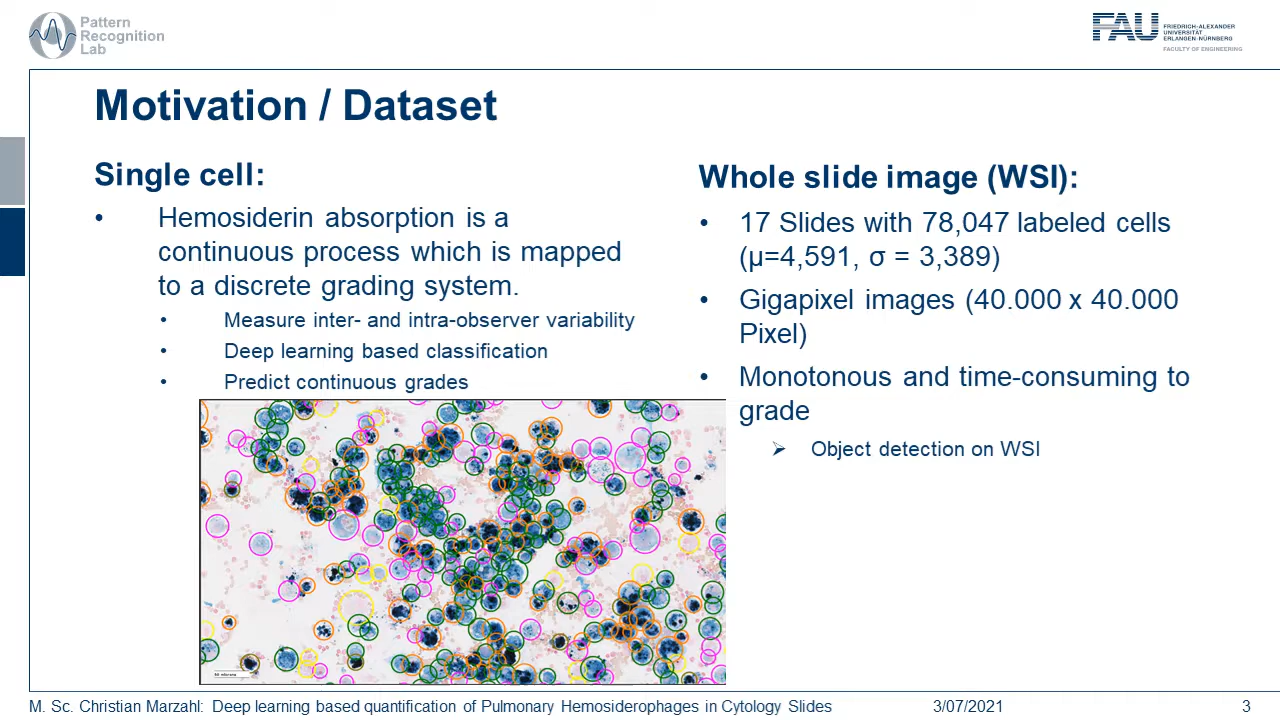 Pattern
Recognition
Lab
FAU
FRIEDRICH-ALEXANDER
UNIVERSITÄT
ERLANGEN-NÜRNBERG
FACULTY OF ENGINEERING
Motivation / Dataset
Single cell:
• Hemosiderin absorption is a
continuous process which is mapped
to a discrete grading system.
• Measure inter- and intra-observer variability
• Deep learning based classification
• Predict continuous grades
Whole slide image (WSI):
• 17 Slides with 78,047 labeled cells
(μ=4,591, σ = 3,389)
• Gigapixel images (40.000 x 40.000
Pixel)
• Monotonous and time-consuming to
grade
➢ Object detection on WSI
M. Sc. Christian Marzahl: Deep learning based quantification of Pulmonary Hemosiderophages in Cytology Slides
3/07/2021
3